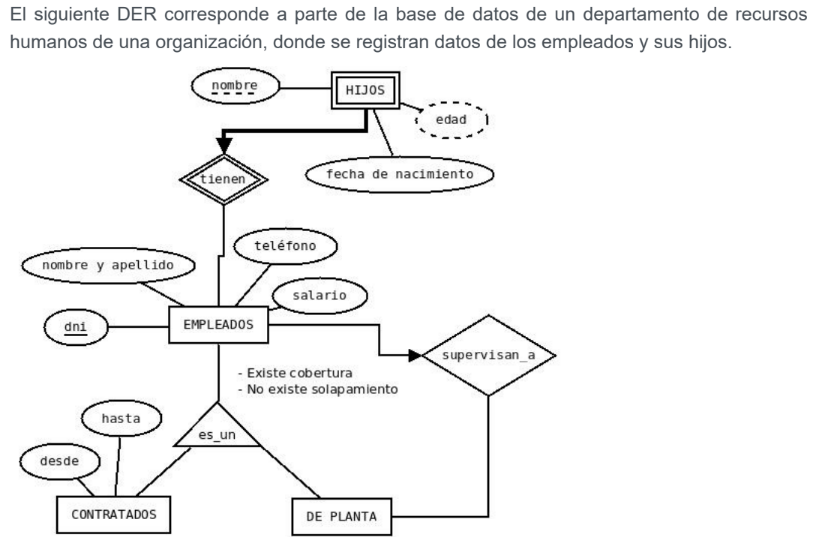 El siguiente DER corresponde a parte de la base de datos de un departamento de recursos
humanos de una organización, donde se registran datos de los empleados y sus hijos.
nombre
HIJOS
edad
tienen
fecha de nacimiento
teléfono
nombre y apellido
salario
dni
EMPLEADOS
supervisan_a
- Existe cobertura
- No existe solapamiento
hasta
es_un
desde
CONTRATADOS
DE PLANTA